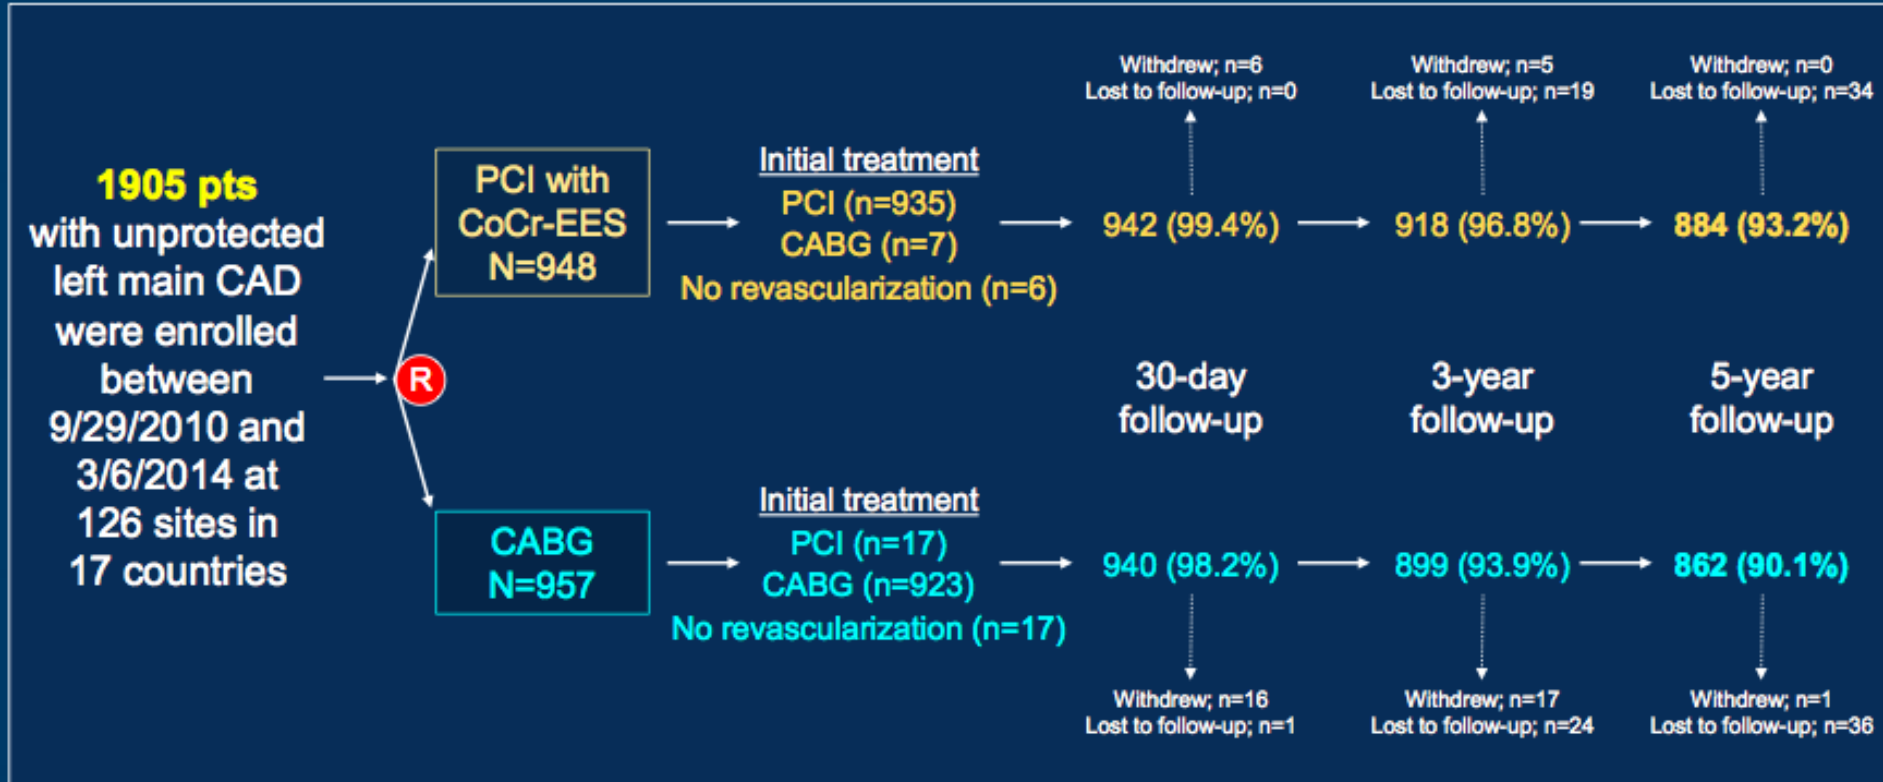 1905 pts
with unprotected
left main CAD
were enrolled
between
9/29/2010 and
3/6/2014 at
126 sites in
17 countries
R
PCI with
CoCr-EES
N=948
Initial treatment
PCI (n=935)
CABG (n=7)
No revascularization (n=6)
Withdrew; n=6
Lost to follow-up; n=0
942 (99.4%)
Withdrew; n=5
Lost to follow-up; n=19
918 (96.8%)
Withdrew; n=0
Lost to follow-up; n=34
884 (93.2%)
30-day
follow-up
3-year
follow-up
5-year
follow-up
CABG
N=957
Initial treatment
PCI (n=17)
CABG (n=923)
No revascularization (n=17)
940 (98.2%)
Withdrew; n=16
Lost to follow-up; n=1
899 (93.9%)
Withdrew; n=17
Lost to follow-up; n=24
862 (90.1%)
Withdrew; n=1
Lost to follow-up; n=36